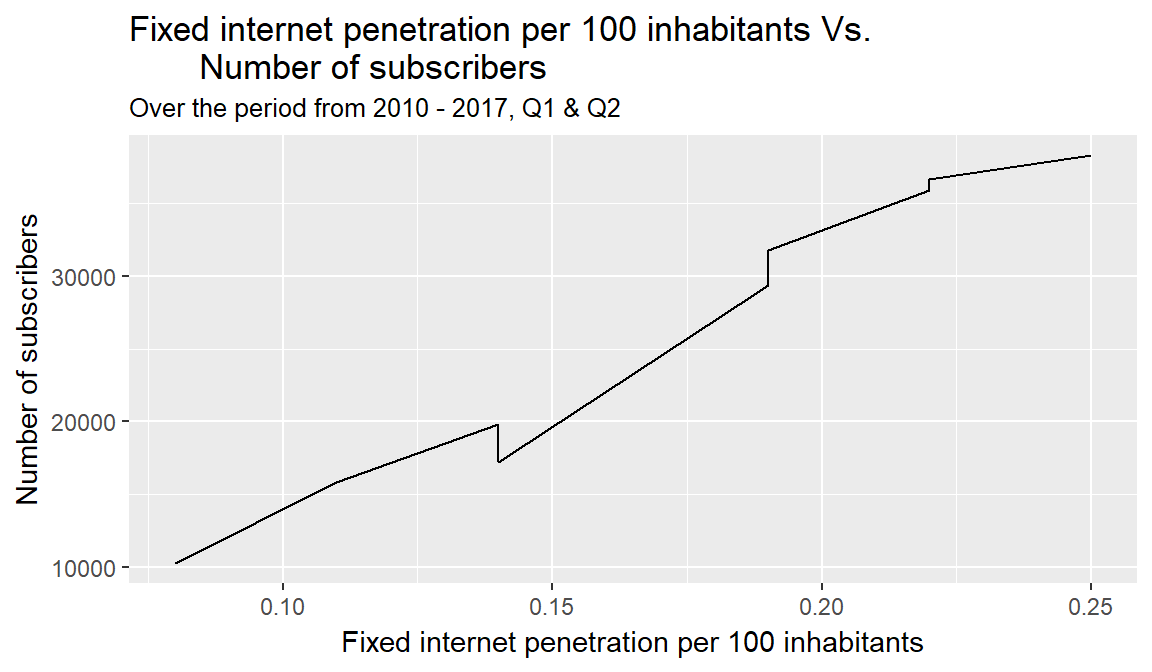 Fixed internet penetration per 100 inhabitants Vs.
Number of subscribers
Over the period from 2010 - 2017, Q1 & Q2
Number of subscribers
30000
20000
10000
0.10 0.15 0.20 0.25
Fixed internet penetration per 100 inhabitants